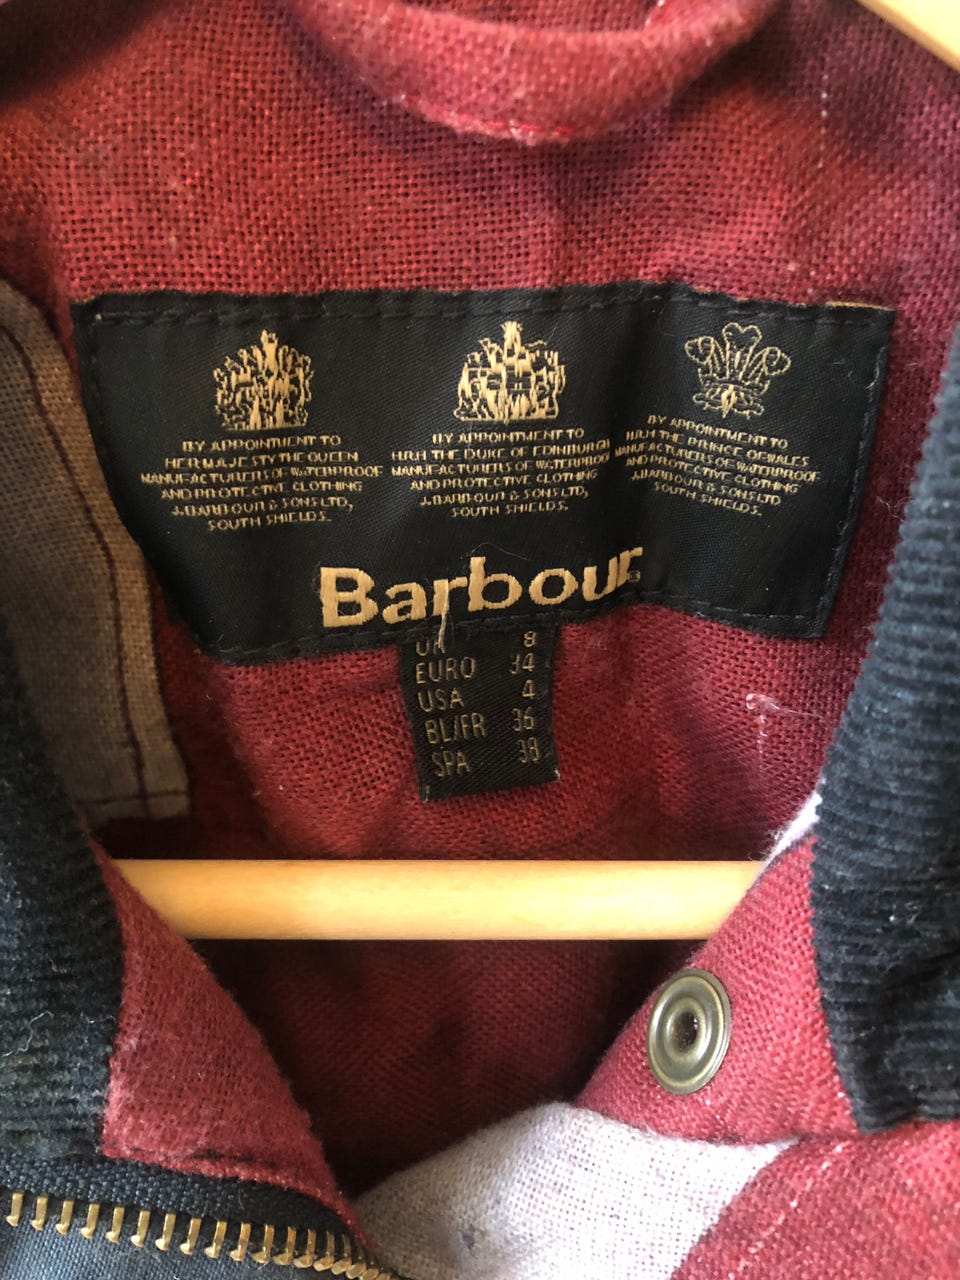 BY APPOINTMENT TO
HER MAJESTY THE QUEEN
MANUFACTURERS OF WATERPROOF
AND PROTECTIVE CLOTHING
J.BARBOUR & SONS LTD,
SOUTH SHIELDS.
BY APPOINTMENT TO
H.R.H THE DUKE OF EDINBURGH
MANUFACTURERS OF WATERPROOF
AND PROTECTIVE CLOTHING
J.BARBOUR & SONS LTD,
SOUTH SHIELDS.
BY APPOINTMENT TO
H.R.H THE PRINCE OF WALES
MANUFACTURERS OF WATERPROOF
AND PROTECTIVE CLOTHING
J.BARBOUR & SONS LTD,
SOUTH SHIELDS.
Barbour®
UK 8
EURO 34
USA 4
BL/FR 36
SPA 38